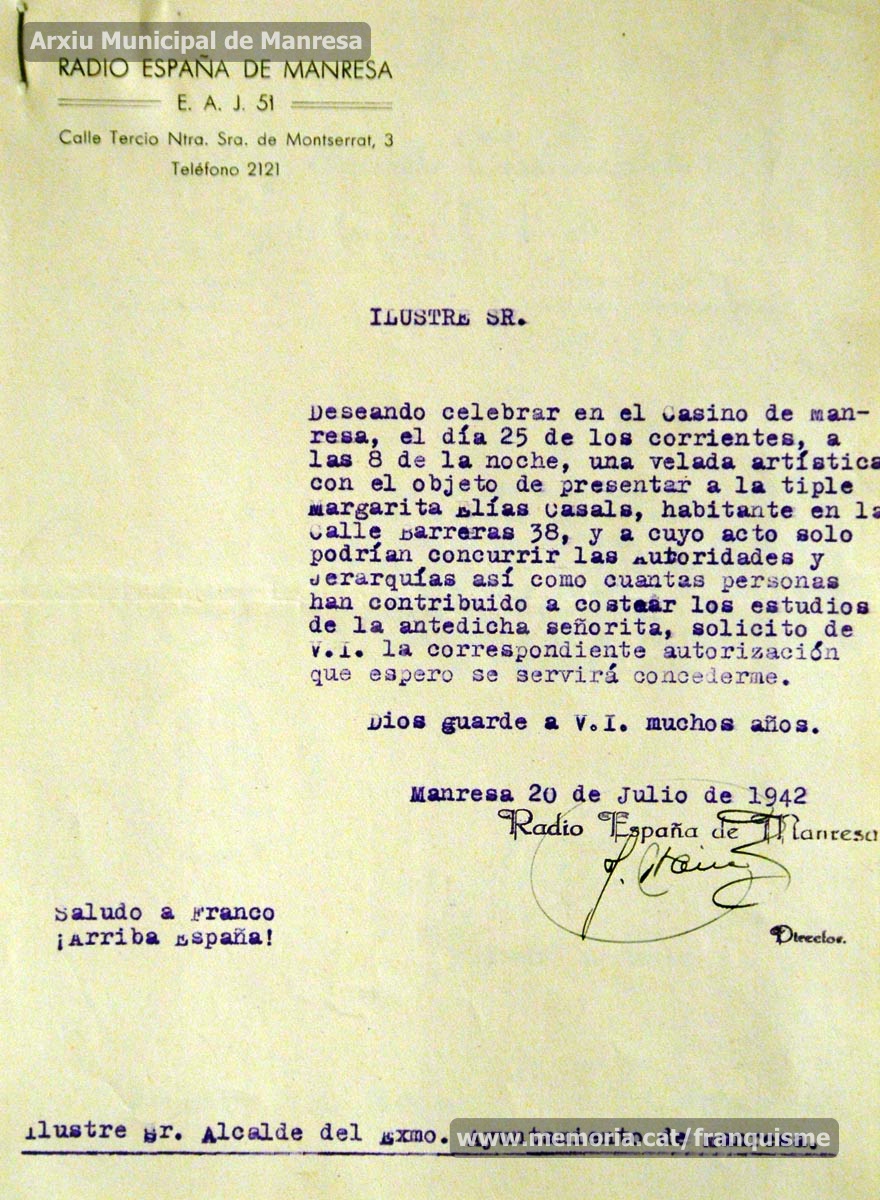 Arxiu Municipal de Manresa
RADIO ESPAÑA DE MANRESA
E. A. J. 51
Calle Tercio Ntra. Sra. de Montserrat, 3
Teléfono 2121
ILUSTRE SR.
Deseando celebrar en el Casino de Man-
resa, el día 25 de los corrientes, a
las 8 de la noche, una velada artística
con el objeto de presentar a la tiple
Margarita Elías Casals, habitante en la
Calle Barreras 38, y a cuyo acto solo
podrían concurrir las Autoridades y
Jerarquías así como cuantas personas
han contribuido a costear los estudios
de la antedicha señorita, solicito de
V.I. la correspondiente autorización
que espero se servirá concederme.
Dios guarde a V.I. muchos años.
Manresa 20 de Julio de 1942
Radio España de Manresa
Director.
Saludo a Franco
¡Arriba España!
Ilustre Sr. Alcalde del Exmo. Ayuntamiento de
www.memoria.cat/franquisme